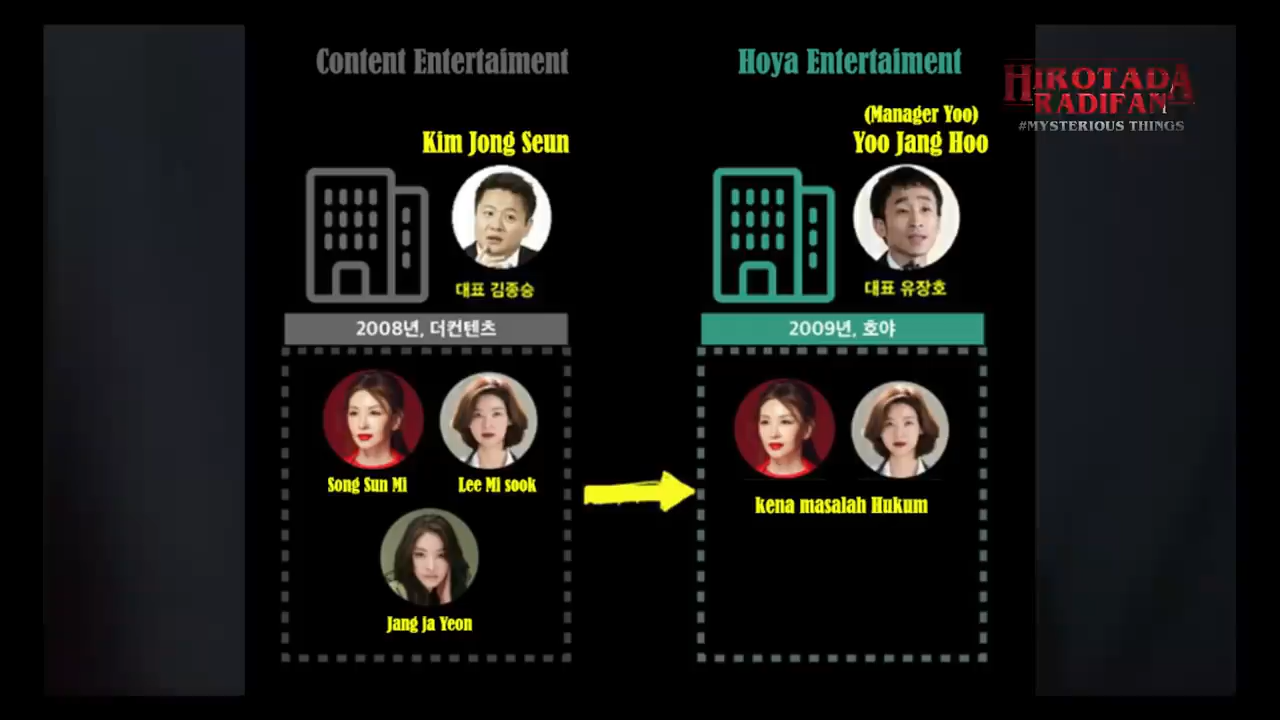 Content Entertaiment
Hoya Entertaiment
HIROTADA
RADIFAN
#MYSTERIOUS THINGS
Kim Jong Seun
(Manager Yoo)
Yoo Jang Hoo
대표 김종승
대표 유장호
2008년, 더컨텐츠
2009년, 호야
Song Sun Mi
Lee Mi sook
kena masalah Hukum
Jang ja Yeon